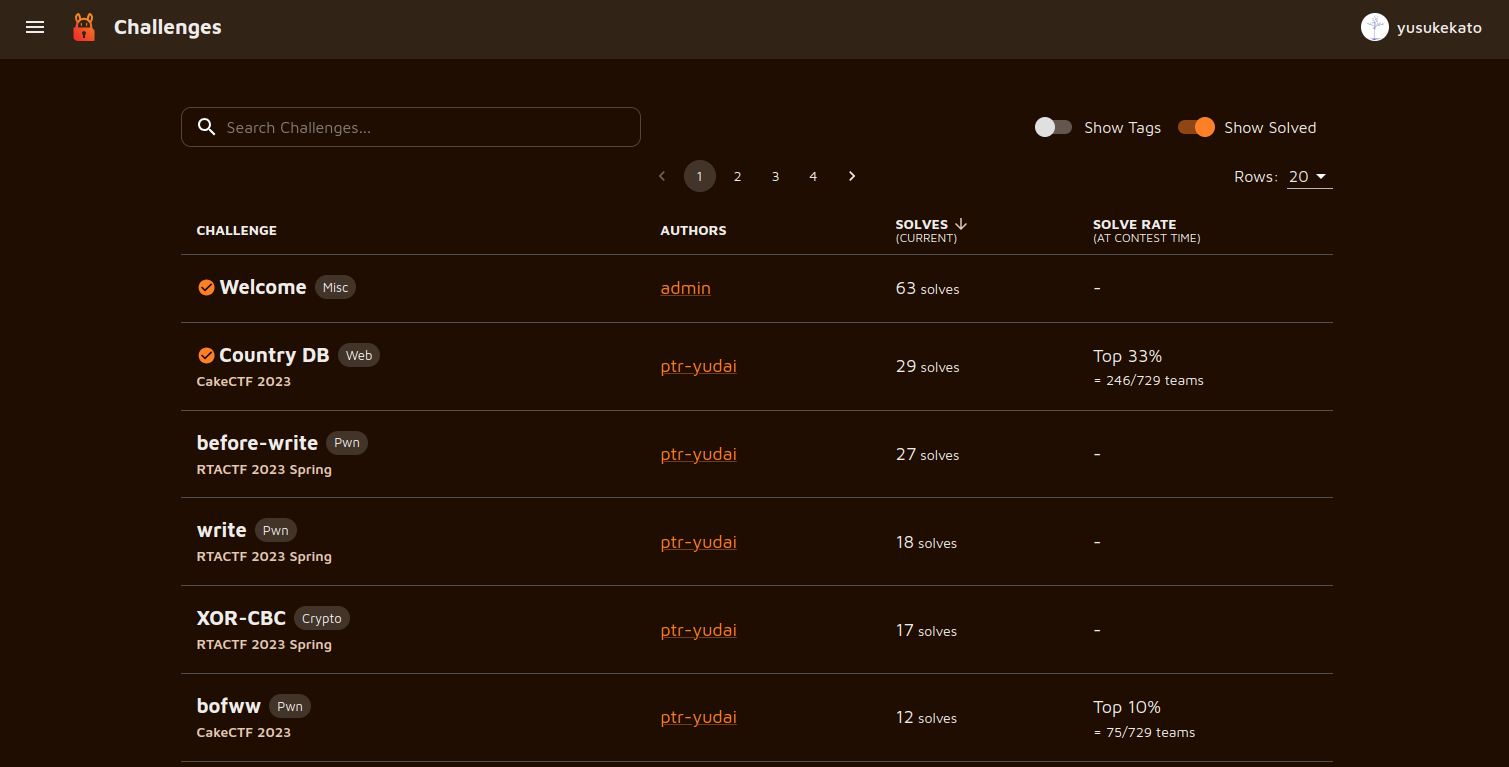 Challenges
yusukekato
Search Challenges...
Show Tags
Show Solved
1 2 3 4
Rows: 20
CHALLENGE AUTHORS SOLVES SOLVE RATE
(CURRENT) (AT CONTEST TIME)
Welcome Misc admin 63 solves -
Country DB Web
CakeCTF 2023
ptr-yudai
29 solves
Top 33%
= 246/729 teams
before-write Pwn
RTACTF 2023 Spring
ptr-yudai
27 solves
-
write Pwn
RTACTF 2023 Spring
ptr-yudai
18 solves
-
XOR-CBC Crypto
RTACTF 2023 Spring
ptr-yudai
17 solves
-
bofww Pwn
CakeCTF 2023
ptr-yudai
12 solves
Top 10%
= 75/729 teams